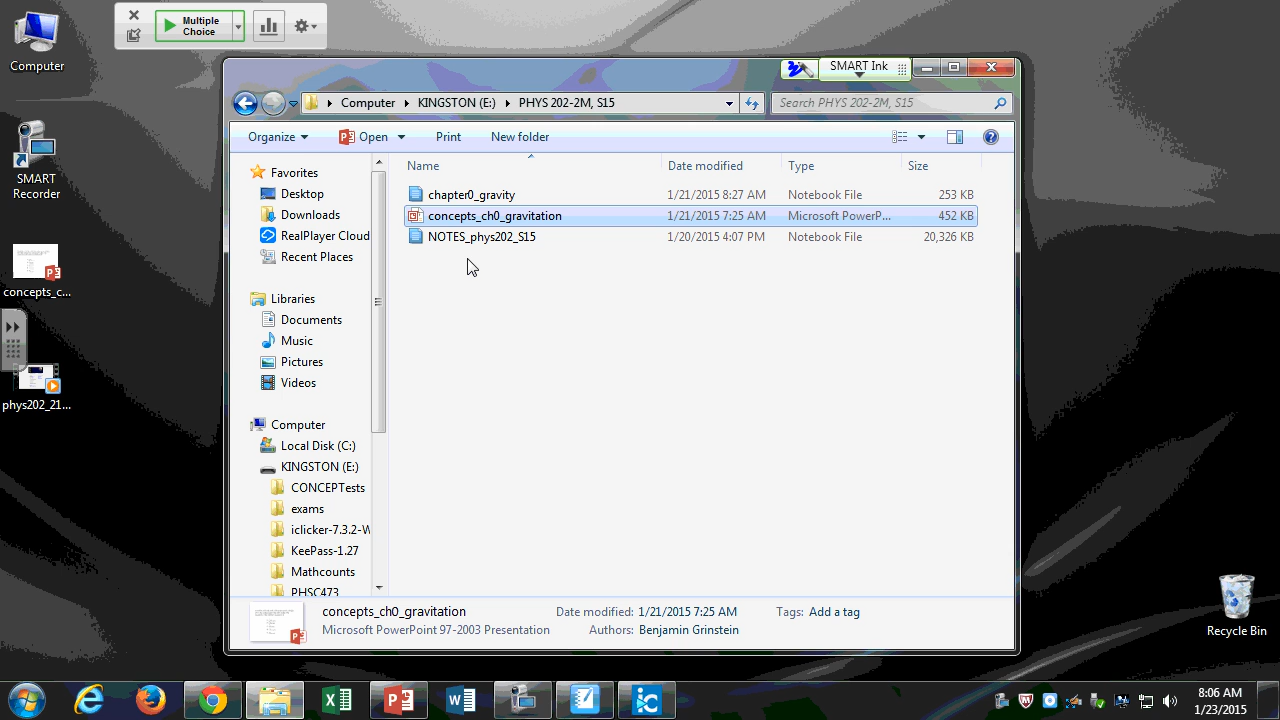 Computer
Multiple
Choice
SMART
Recorder
concepts_c...
phys202_21...
SMART Ink
Computer
KINGSTON (E:)
PHYS 202-2M, S15
Search PHYS 202-2M, S15
Organize
Open
Print
New folder
Favorites
Desktop
Downloads
RealPlayer Cloud
Recent Places
Libraries
Documents
Music
Pictures
Videos
Computer
Local Disk (C:)
KINGSTON (E:)
CONCEPTests
exams
iclicker-7.3.2-W
KeePass-1.27
Mathcounts
PHSC473
Name Date modified Type Size
chapter0_gravity 1/21/2015 8:27 AM Notebook File 253 KB
concepts_ch0_gravitation 1/21/2015 7:25 AM Microsoft PowerP... 452 KB
NOTES_phys202_S15 1/20/2015 4:07 PM Notebook File 20,326 KB
concepts_ch0_gravitation Date modified: 1/21/2015 7:25 AM Tags: Add a tag
Microsoft PowerPoint 97-2003 Presentation Authors: Benjamin Grinstein
Recycle Bin
8:06 AM
1/23/2015